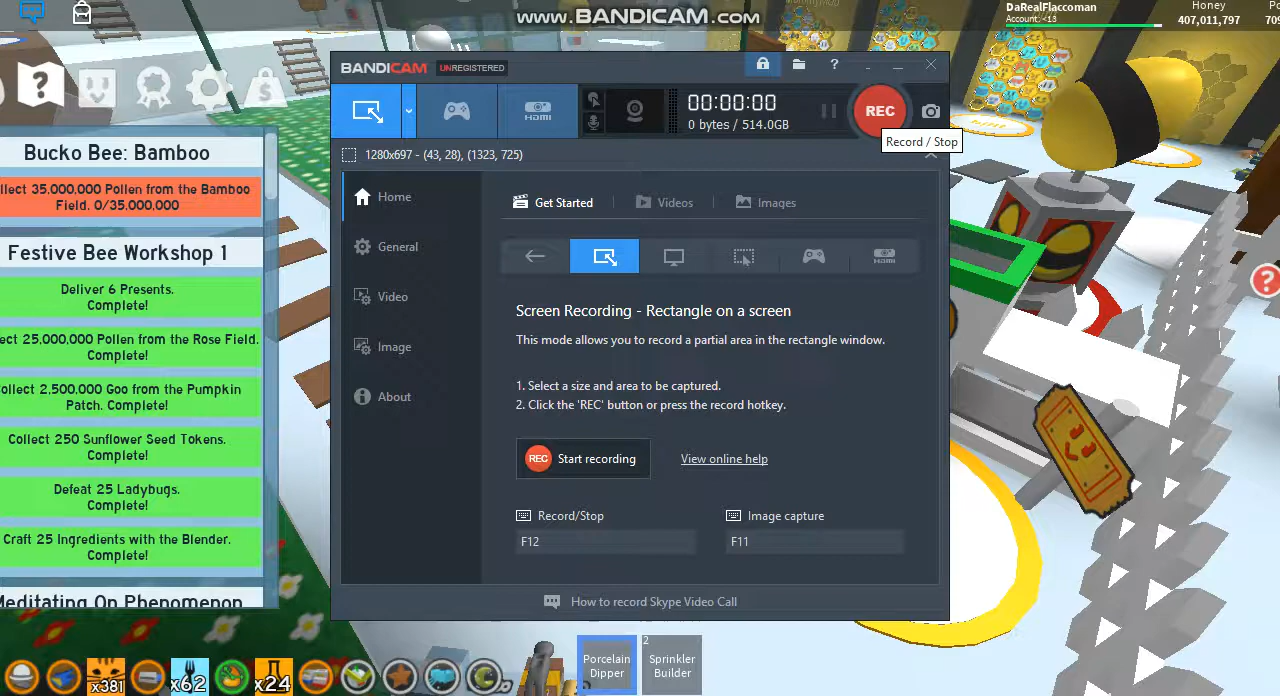 www.BANDICAM.com
DaRealFlaccoman
Account: <13
Honey
407,011,797
709
BANDICAM UNREGISTERED
?
HDMI
00:00:00
0 bytes / 514.0GB
REC
Record / Stop
1280x697 - (43, 28), (1323, 725)
Home
General
Video
Image
About
Get Started
Videos
Images
HDMI
Screen Recording - Rectangle on a screen
This mode allows you to record a partial area in the rectangle window.
1. Select a size and area to be captured.
2. Click the 'REC' button or press the record hotkey.
REC Start recording
View online help
Record/Stop
Image capture
F12
F11
How to record Skype Video Call
?
$
Bucko Bee: Bamboo
llect 35,000,000 Pollen from the Bamboo
Field. 0/35,000,000
Festive Bee Workshop 1
Deliver 6 Presents.
Complete!
ect 25,000,000 Pollen from the Rose Field.
Complete!
ollect 2,500,000 Goo from the Pumpkin
Patch. Complete!
Collect 250 Sunflower Seed Tokens.
Complete!
Defeat 25 Ladybugs.
Complete!
Craft 25 Ingredients with the Blender.
Complete!
Meditating On Phenomenon
?
x381
x62
x24
Porcelain
Dipper
2
Sprinkler
Builder